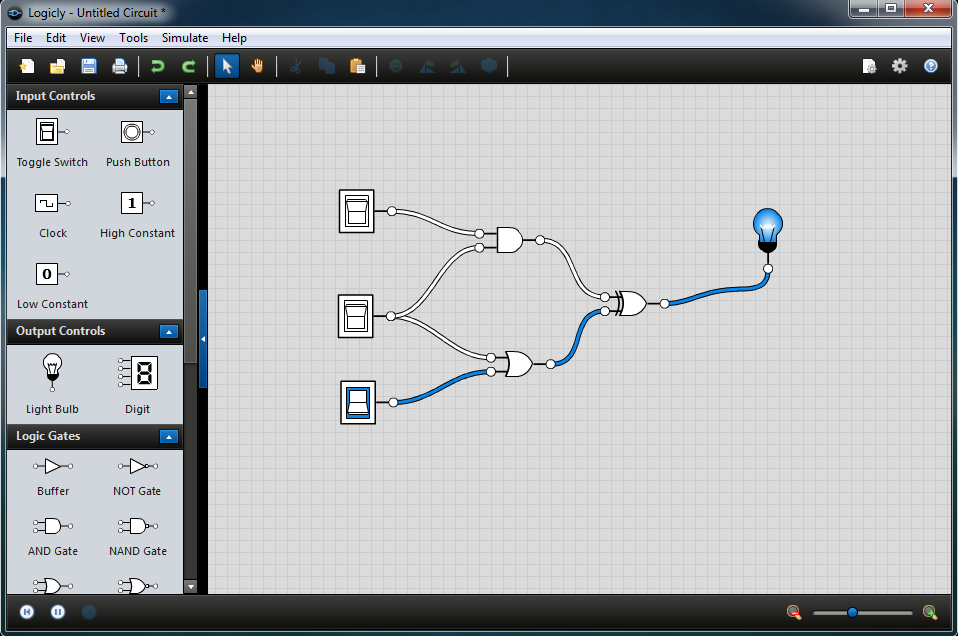 Logicly - Untitled Circuit *
File Edit View Tools Simulate Help
Input Controls
Toggle Switch Push Button
1
Clock High Constant
0
Low Constant
Output Controls
8
Light Bulb Digit
Logic Gates
Buffer NOT Gate
AND Gate NAND Gate